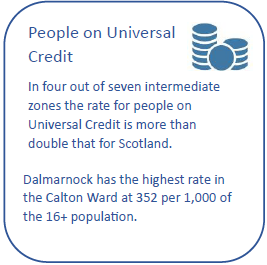 People on Universal
Credit
In four out of seven intermediate
zones the rate for people on
Universal Credit is more than
double that for Scotland.
Dalmarnock has the highest rate in
the Calton Ward at 352 per 1,000 of
the 16+ population.